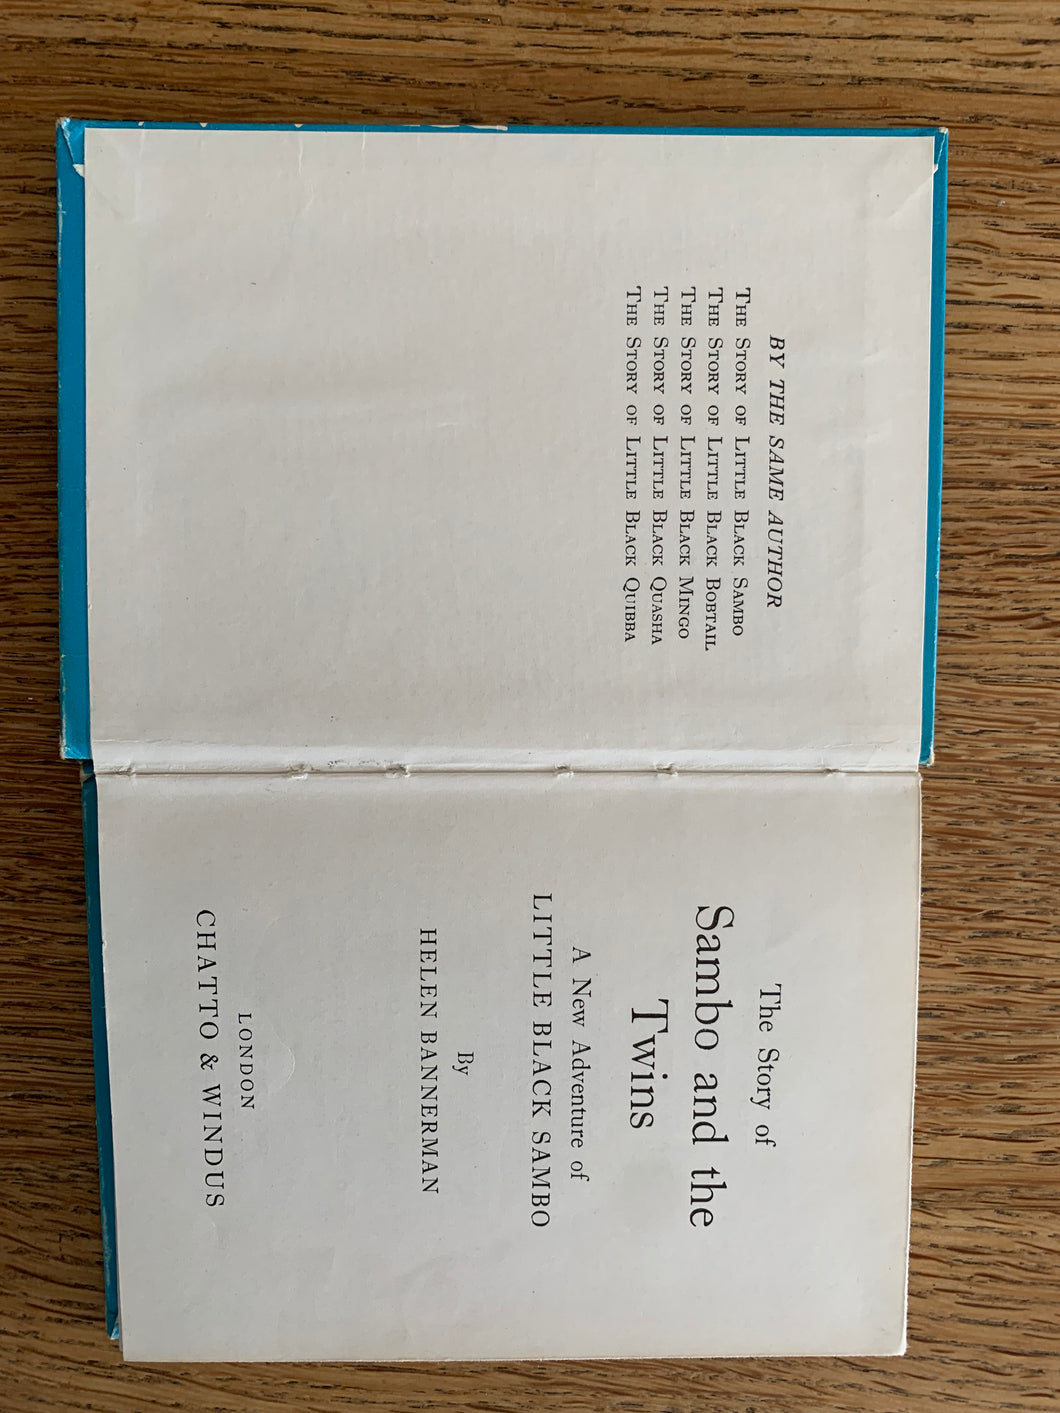 BY THE SAME AUTHOR
THE STORY OF LITTLE BLACK SAMBO
THE STORY OF LITTLE BLACK BOBTAIL
THE STORY OF LITTLE BLACK MINGO
THE STORY OF LITTLE BLACK QUASHA
THE STORY OF LITTLE BLACK QUIBBA
The Story of
Sambo and the
Twins
A New Adventure of
LITTLE BLACK SAMBO
By
HELEN BANNERMAN
LONDON
CHATTO & WINDUS